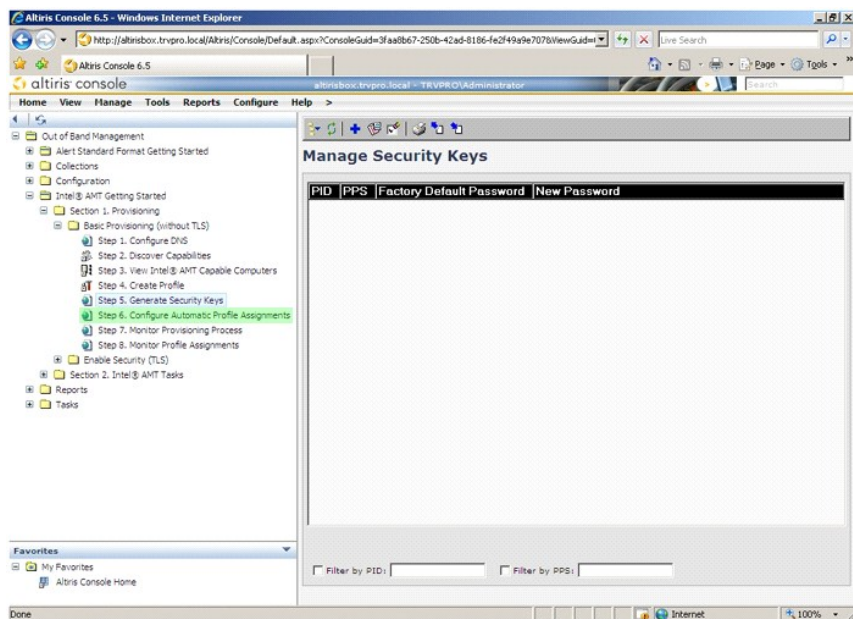 Altiris Console 6.5 - Windows Internet Explorer
http://altirisbox.trvpro.local/Altiris/Console/Default.aspx?ConsoleGuid=3faa8b67-250b-42ad-8186-fe2f49a9e707&ViewGuid=
Live Search
Altiris Console 6.5
Page
Tools
altiris console
altirisbox.trvpro.local - TRVPRO\Administrator
Search
Home View Manage Tools Reports Configure Help >
Out of Band Management
Alert Standard Format Getting Started
Collections
Configuration
Intel® AMT Getting Started
Section 1. Provisioning
Basic Provisioning (without TLS)
Step 1. Configure DNS
Step 2. Discover Capabilities
Step 3. View Intel® AMT Capable Computers
Step 4. Create Profile
Step 5. Generate Security Keys
Step 6. Configure Automatic Profile Assignments
Step 7. Monitor Provisioning Process
Step 8. Monitor Profile Assignments
Enable Security (TLS)
Section 2. Intel® AMT Tasks
Reports
Tasks
Manage Security Keys
PID PPS Factory Default Password New Password
Filter by PID: Filter by PPS:
Favorites
My Favorites
Altiris Console Home
Done
Internet
100%